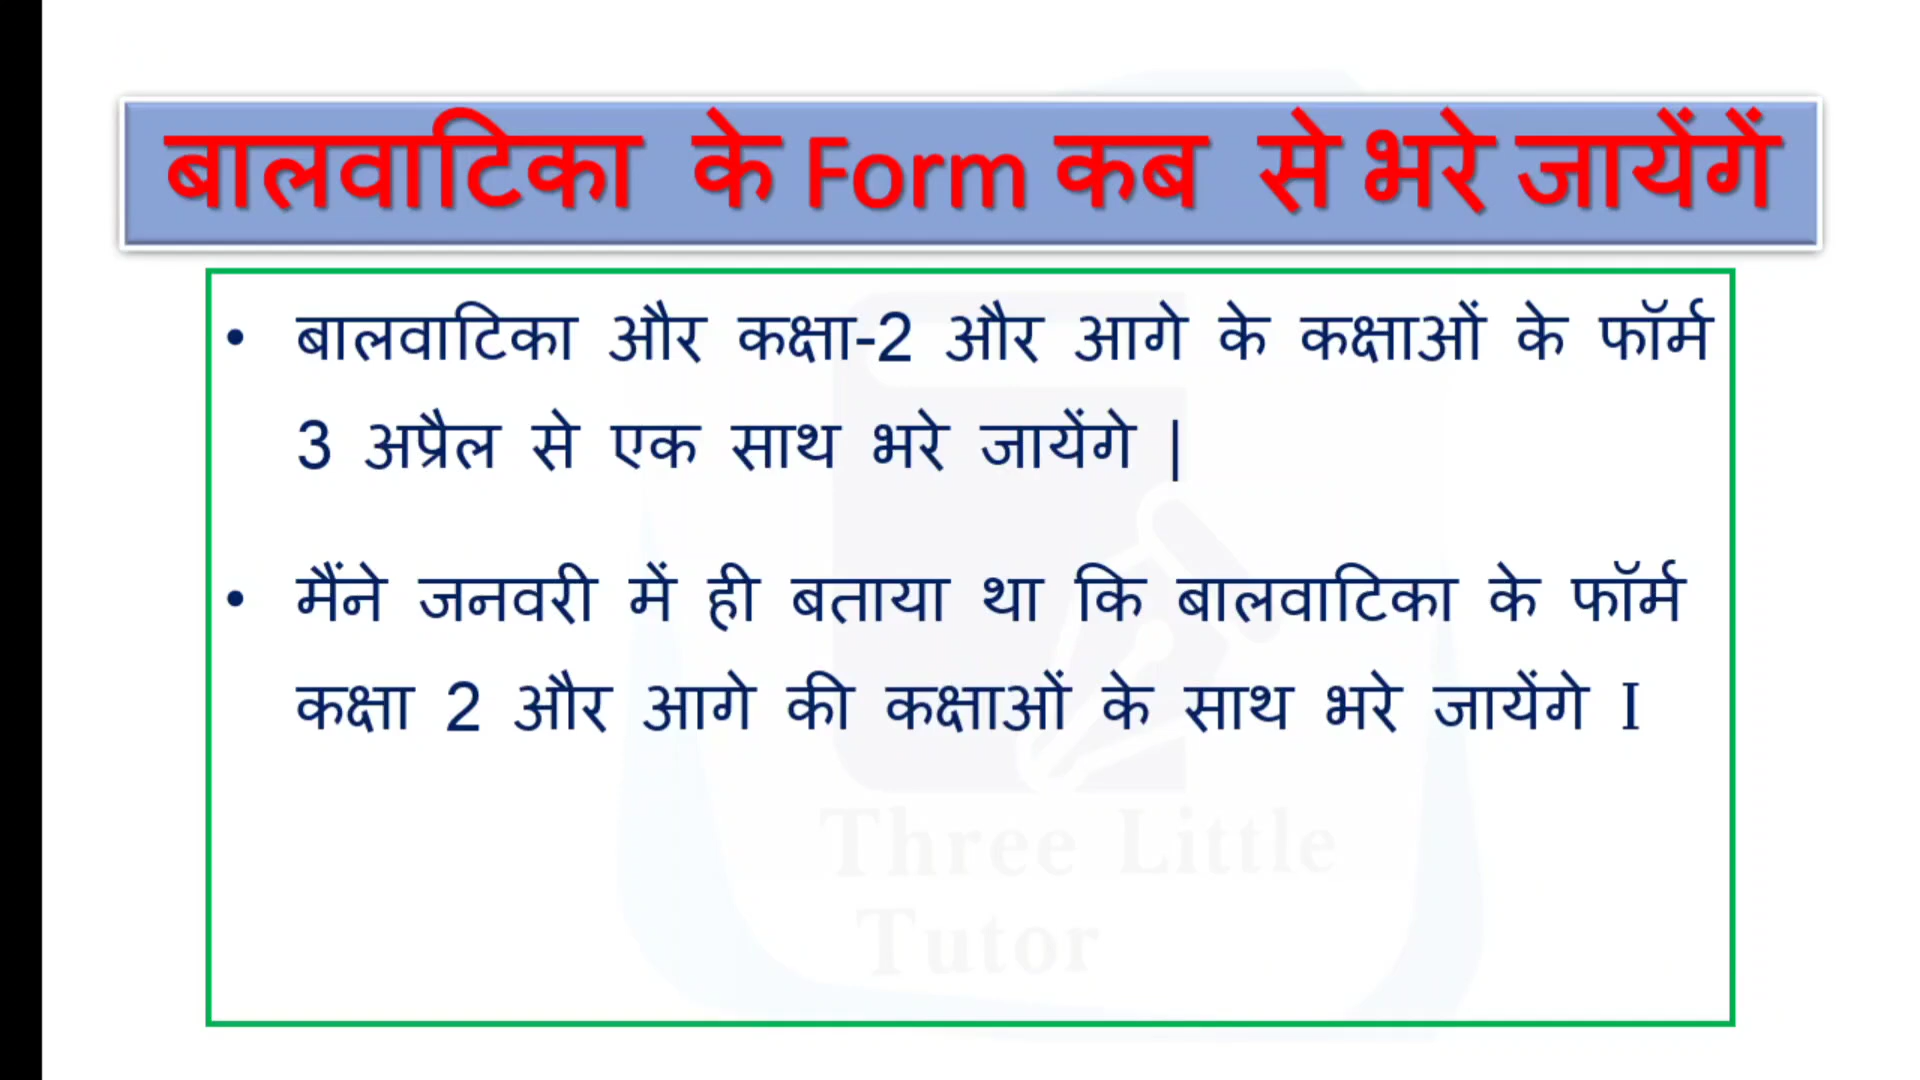 बालवाटिका के Form कब से भरे जायेंगें
• बालवाटिका और कक्षा-2 और आगे के कक्षाओं के फॉर्म
3 अप्रैल से एक साथ भरे जायेंगे |
• मैंने जनवरी में ही बताया था कि बालवाटिका के फॉर्म
कक्षा 2 और आगे की कक्षाओं के साथ भरे जायेंगे I
Three Little
Tutor